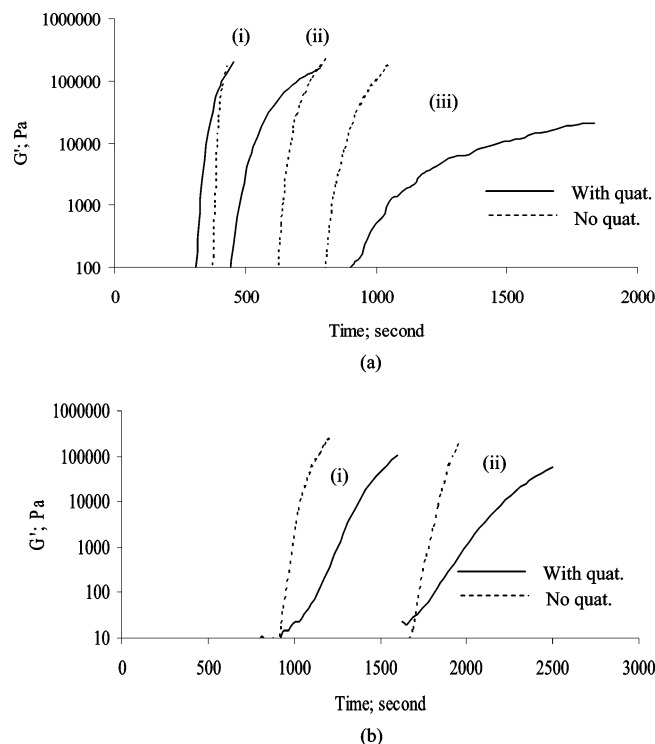 1000000
(i)
(ii)
100000
(iii)
10000
G'; Pa
With quat.
1000
No quat.
100
0
500
1000
1500
2000
Time; second
(a)
1000000
100000
(i)
(ii)
10000
G'; Pa
1000
With quat.
100
No quat.
10
0
500
1000
1500
2000
2500
3000
Time; second
(b)